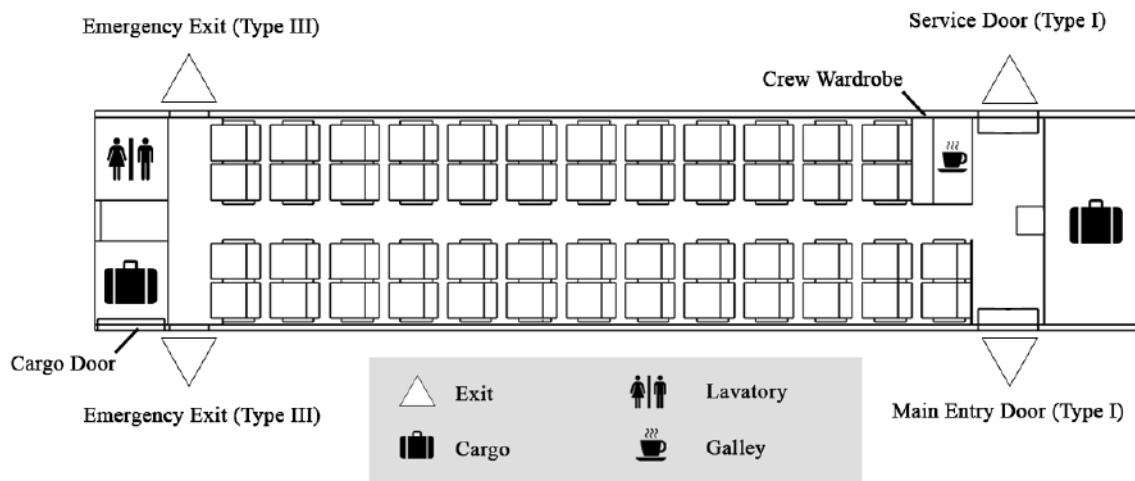 Emergency Exit (Type III)
Service Door (Type I)
Crew Wardrobe
Cargo Door
Emergency Exit (Type III)
Main Entry Door (Type I)
Exit
Lavatory
Cargo
Galley